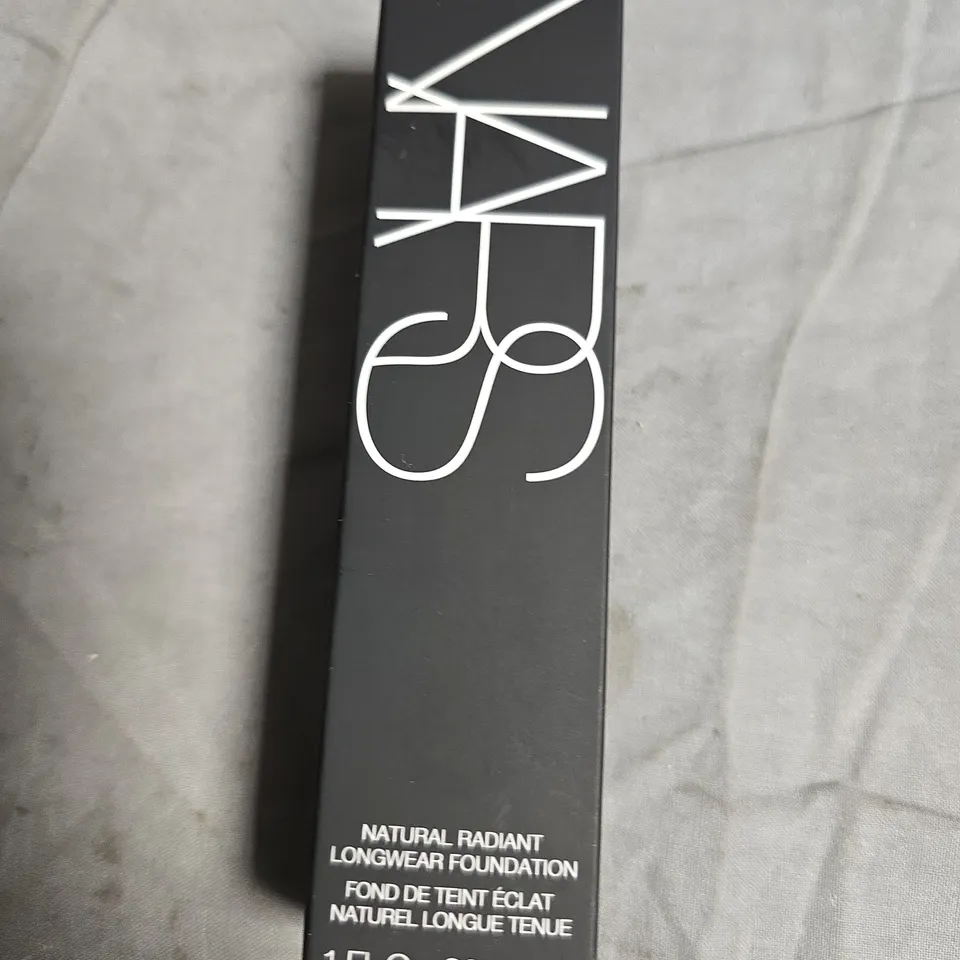 NARS
NATURAL RADIANT
LONGWEAR FOUNDATION
FOND DE TEINT ÉCLAT
NATUREL LONGUE TENUE